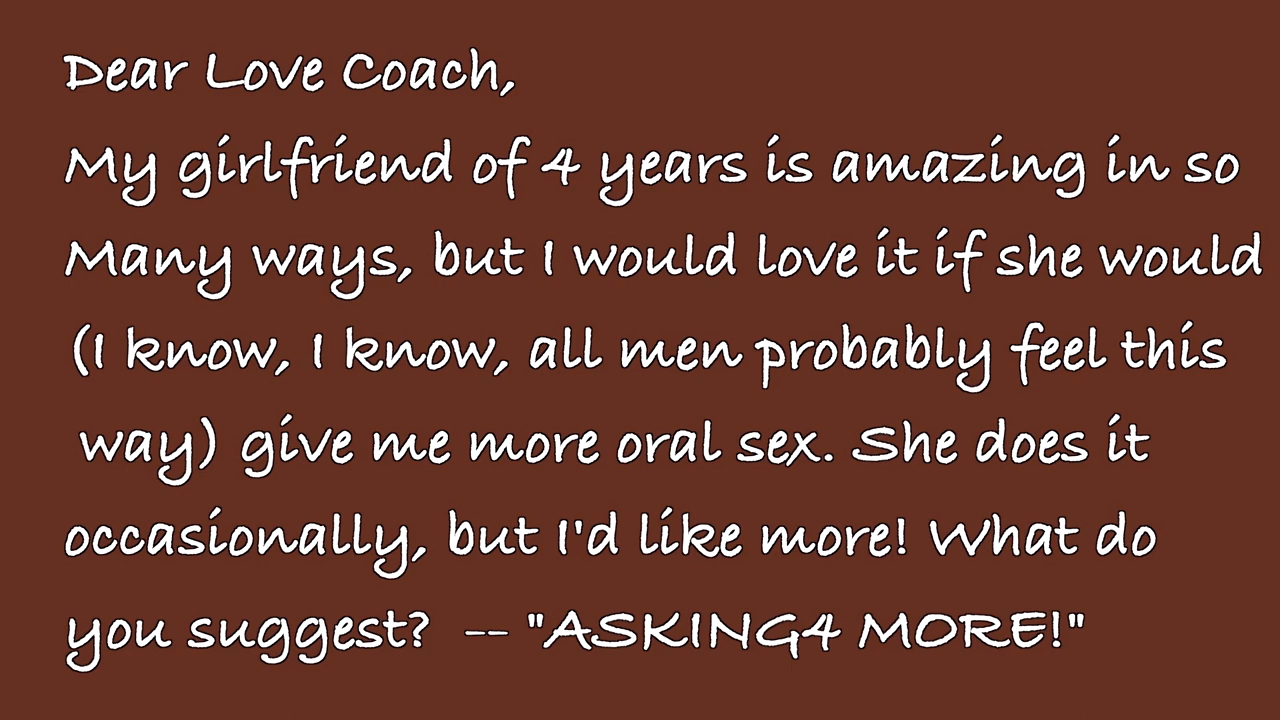 Dear Love Coach,
My girlfriend of 4 years is amazing in so
Many ways, but I would love it if she would
(I know, I know, all men probably feel this
way) give me more oral sex. She does it
occasionally, but I'd like more! What do
you suggest? -- "ASKING4 MORE!"